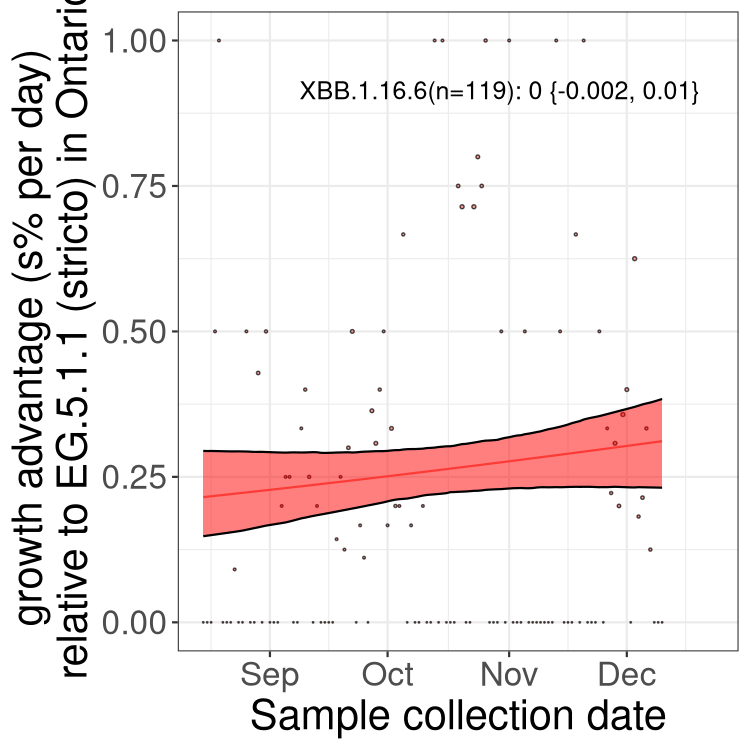 growth advantage (s% per day)
relative to EG.5.1.1 (stricto) in Ontario
1.00
0.75
0.50
0.25
0.00
XBB.1.16.6(n=119): 0 {-0.002, 0.01}
Sep Oct Nov Dec
Sample collection date